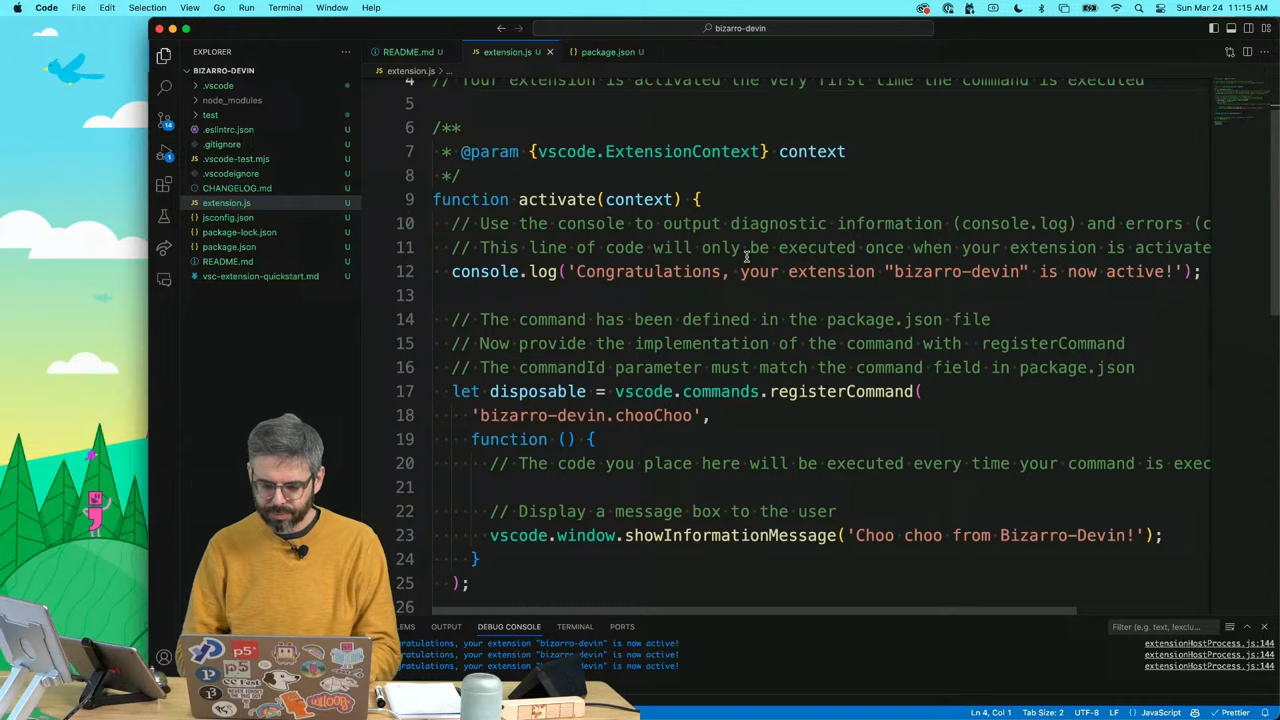 Code File Edit Selection View Go Run Terminal Window Help
Sun Mar 24 11:15 AM
bizarro-devin
EXPLORER
README.md U
extension.js U
package.json U
BIZARRO-DEVIN
extension.js > ...
.vscode
node_modules
test
.eslintrc.json U
.gitignore U
.vscode-test.mjs U
.vscodeignore U
CHANGELOG.md U
extension.js U
jsconfig.json U
package-lock.json U
package.json U
README.md U
vsc-extension-quickstart.md U
14
1
4 // Your extension is activated the very first time the command is executed
5
6 /**
7 * @param {vscode.ExtensionContext} context
8 */
9 function activate(context) {
10 // Use the console to output diagnostic information (console.log) and errors (c
11 // This line of code will only be executed once when your extension is activate
12 console.log('Congratulations, your extension "bizarro-devin" is now active!');
13
14 // The command has been defined in the package.json file
15 // Now provide the implementation of the command with registerCommand
16 // The commandId parameter must match the command field in package.json
17 let disposable = vscode.commands.registerCommand(
18 'bizarro-devin.chooChoo',
19 function () {
20 // The code you place here will be executed every time your command is exec
21
22 // Display a message box to the user
23 vscode.window.showInformationMessage('Choo choo from Bizarro-Devin!');
24 }
25 );
26
LEMS OUTPUT DEBUG CONSOLE TERMINAL PORTS
Filter (e.g. text, !exclu...
gratulations, your extension "bizarro-devin" is now active! extensionHostProcess.js:144
gratulations, your extension "bizarro-devin" is now active! extensionHostProcess.js:144
gratulations, your extension "bizarro-devin" is now active! extensionHostProcess.js:144
Ln 4, Col 1 Tab Size: 2 UTF-8 LF {} JavaScript Prettier
p5*
CC Fest